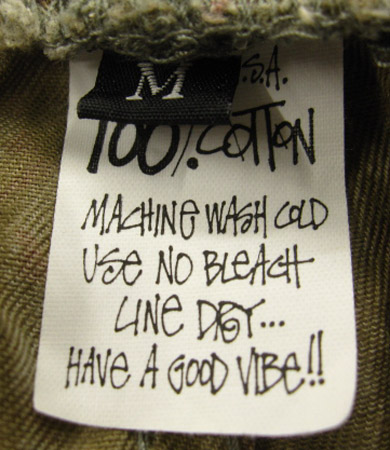 M
.S.A.
100%. COTTON
MACHINE WASH COLD
USE NO BLEACH
LINE DRY...
HAVE A GOOD VIBE!!